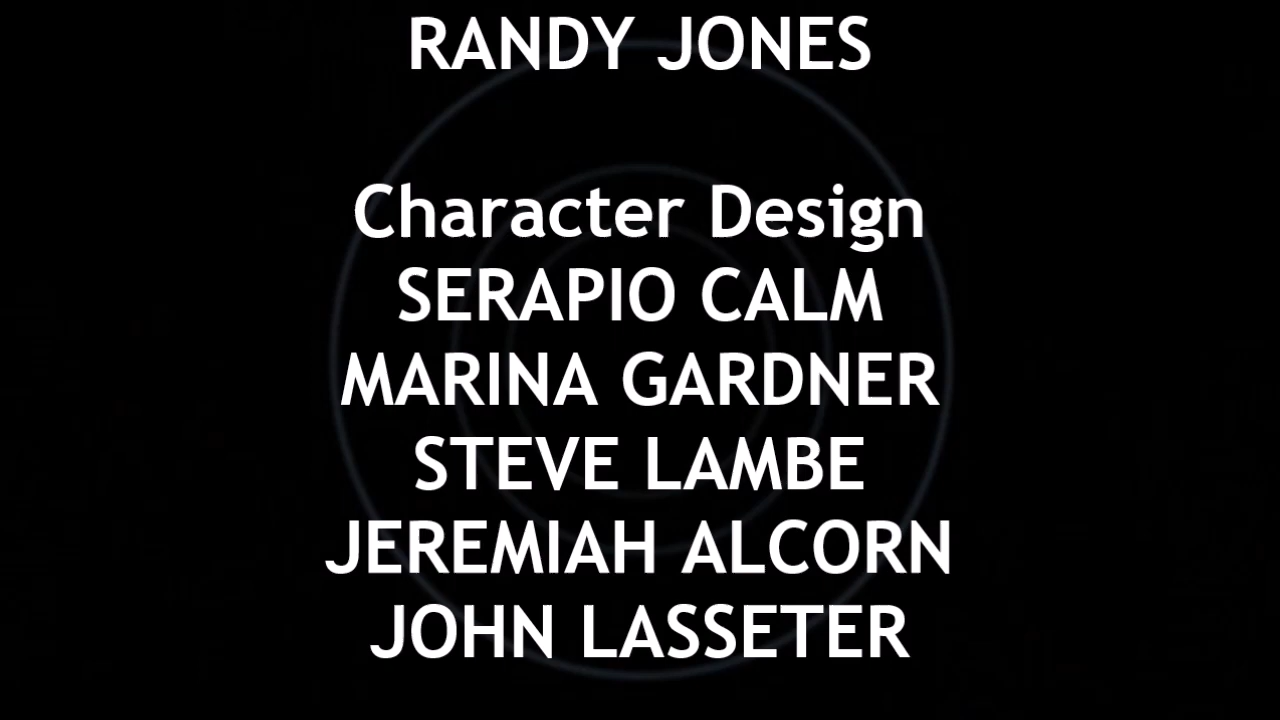 RANDY JONES
Character Design
SERAPIO CALM
MARINA GARDNER
STEVE LAMBE
JEREMIAH ALCORN
JOHN LASSETER